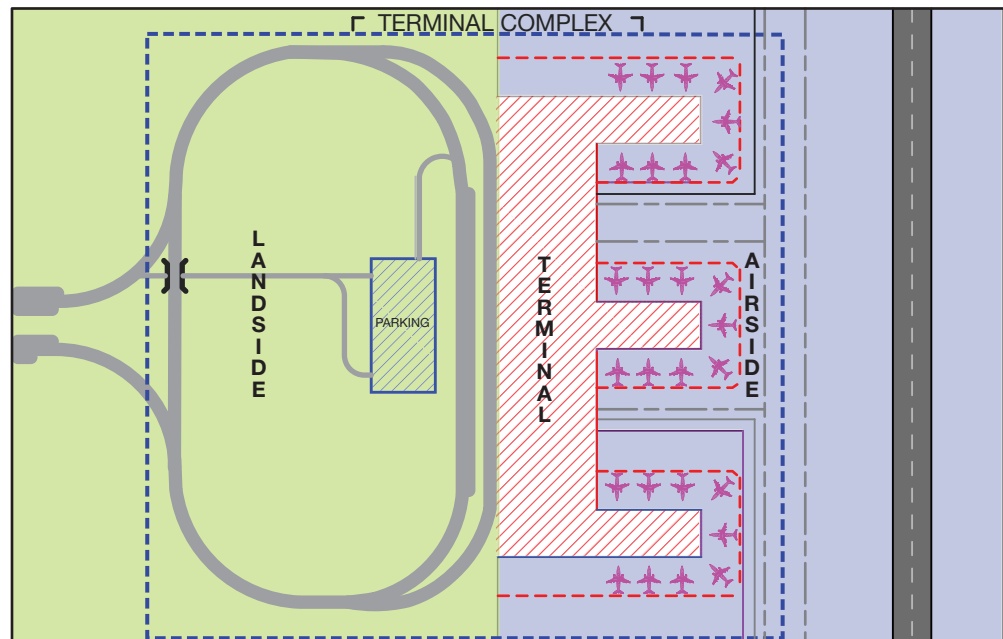 TERMINAL COMPLEX
LANDSIDE
PARKING
TERMINAL
AIRSIDE